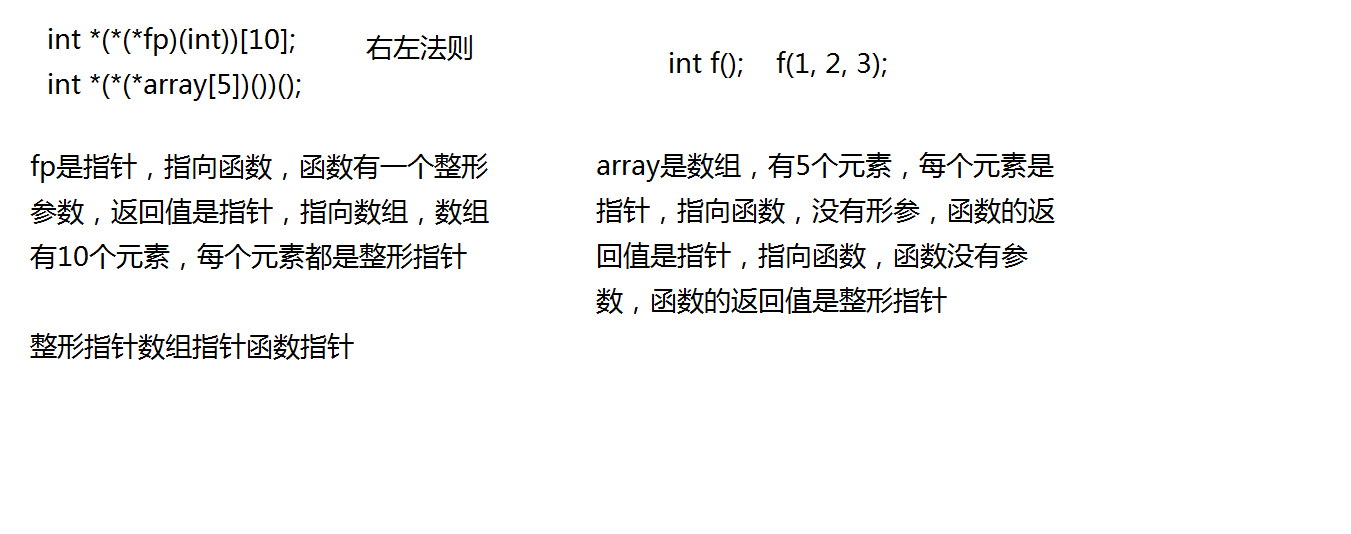 int *(*(*fp)(int))[10];
int *(*(*array[5])())();
右左法则
int f(); f(1, 2, 3);
fp是指针，指向函数，函数有一个整形
参数，返回值是指针，指向数组，数组
有10个元素，每个元素都是整形指针
整形指针数组指针函数指针
array是数组，有5个元素，每个元素是
指针，指向函数，没有形参，函数的返
回值是指针，指向函数，函数没有参
数，函数的返回值是整形指针